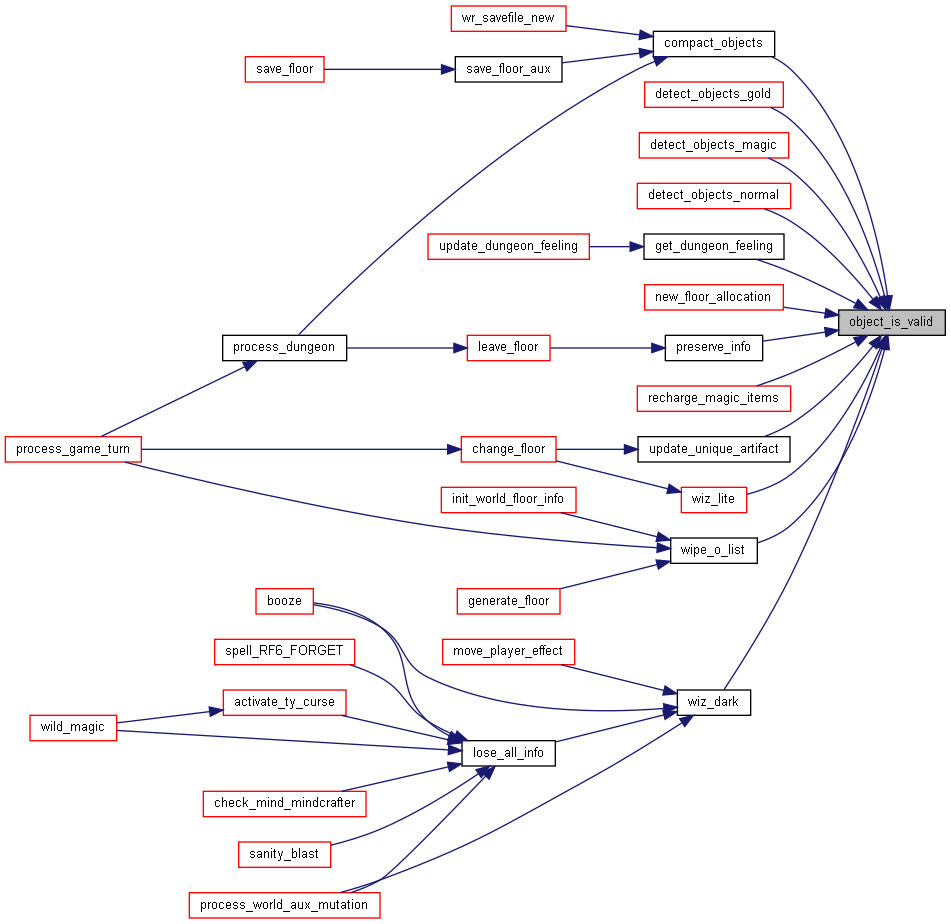 wr_savefile_new
compact_objects
save_floor
save_floor_aux
detect_objects_gold
detect_objects_magic
detect_objects_normal
update_dungeon_feeling
get_dungeon_feeling
new_floor_allocation
object_is_valid
process_dungeon
leave_floor
preserve_info
recharge_magic_items
process_game_turn
change_floor
update_unique_artifact
init_world_floor_info
wiz_lite
wipe_o_list
booze
generate_floor
spell_RF6_FORGET
move_player_effect
activate_ty_curse
wiz_dark
wild_magic
lose_all_info
check_mind_mindcrafter
sanity_blast
process_world_aux_mutation